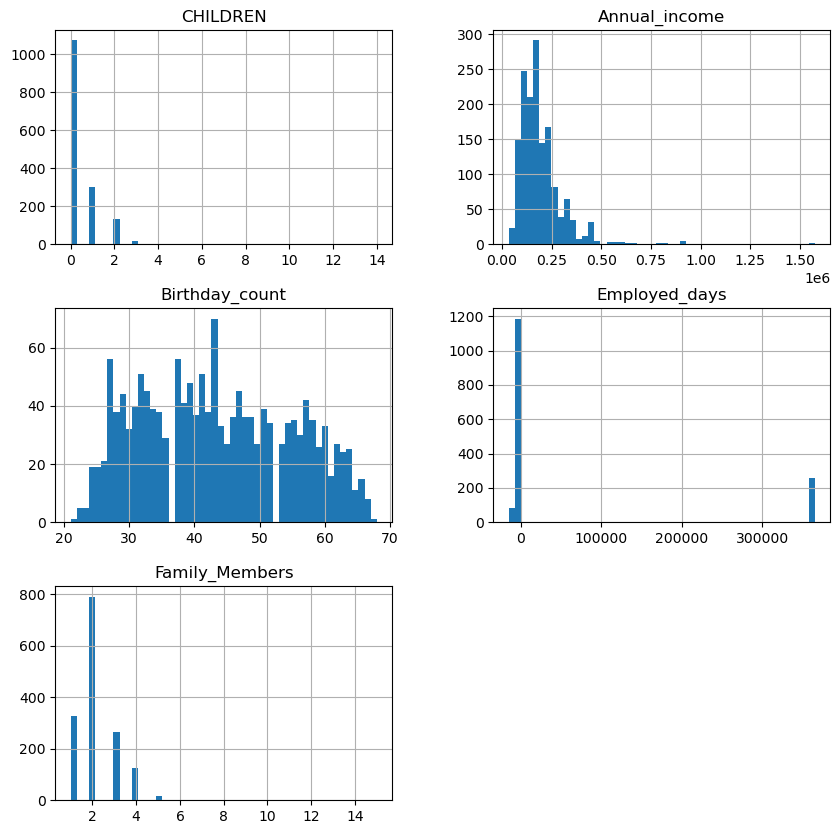 CHILDREN
1000
800
600
400
200
0
0 2 4 6 8 10 12 14
Annual_income
300
250
200
150
100
50
0
0.00 0.25 0.50 0.75 1.00 1.25 1.50
1e6
Birthday_count
60
40
20
0
20 30 40 50 60 70
Employed_days
1200
1000
800
600
400
200
0
0 100000 200000 300000
Family_Members
800
600
400
200
0
2 4 6 8 10 12 14